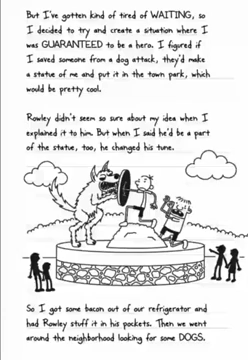 But I've gotten kind of tired of WAITING, so
I decided to try and create a situation where I
was GUARANTEED to be a hero. I figured if
I saved someone from a dog attack, they'd make
a statue of me and put it in the town park, which
would be pretty cool.
Rowley didn't seem so sure about my idea when I
explained it to him. But when I said he'd be a part
of the statue, too, he changed his tune.
So I got some bacon out of our refrigerator and
had Rowley stuff it in his pockets. Then we went
around the neighborhood looking for some DOGS.